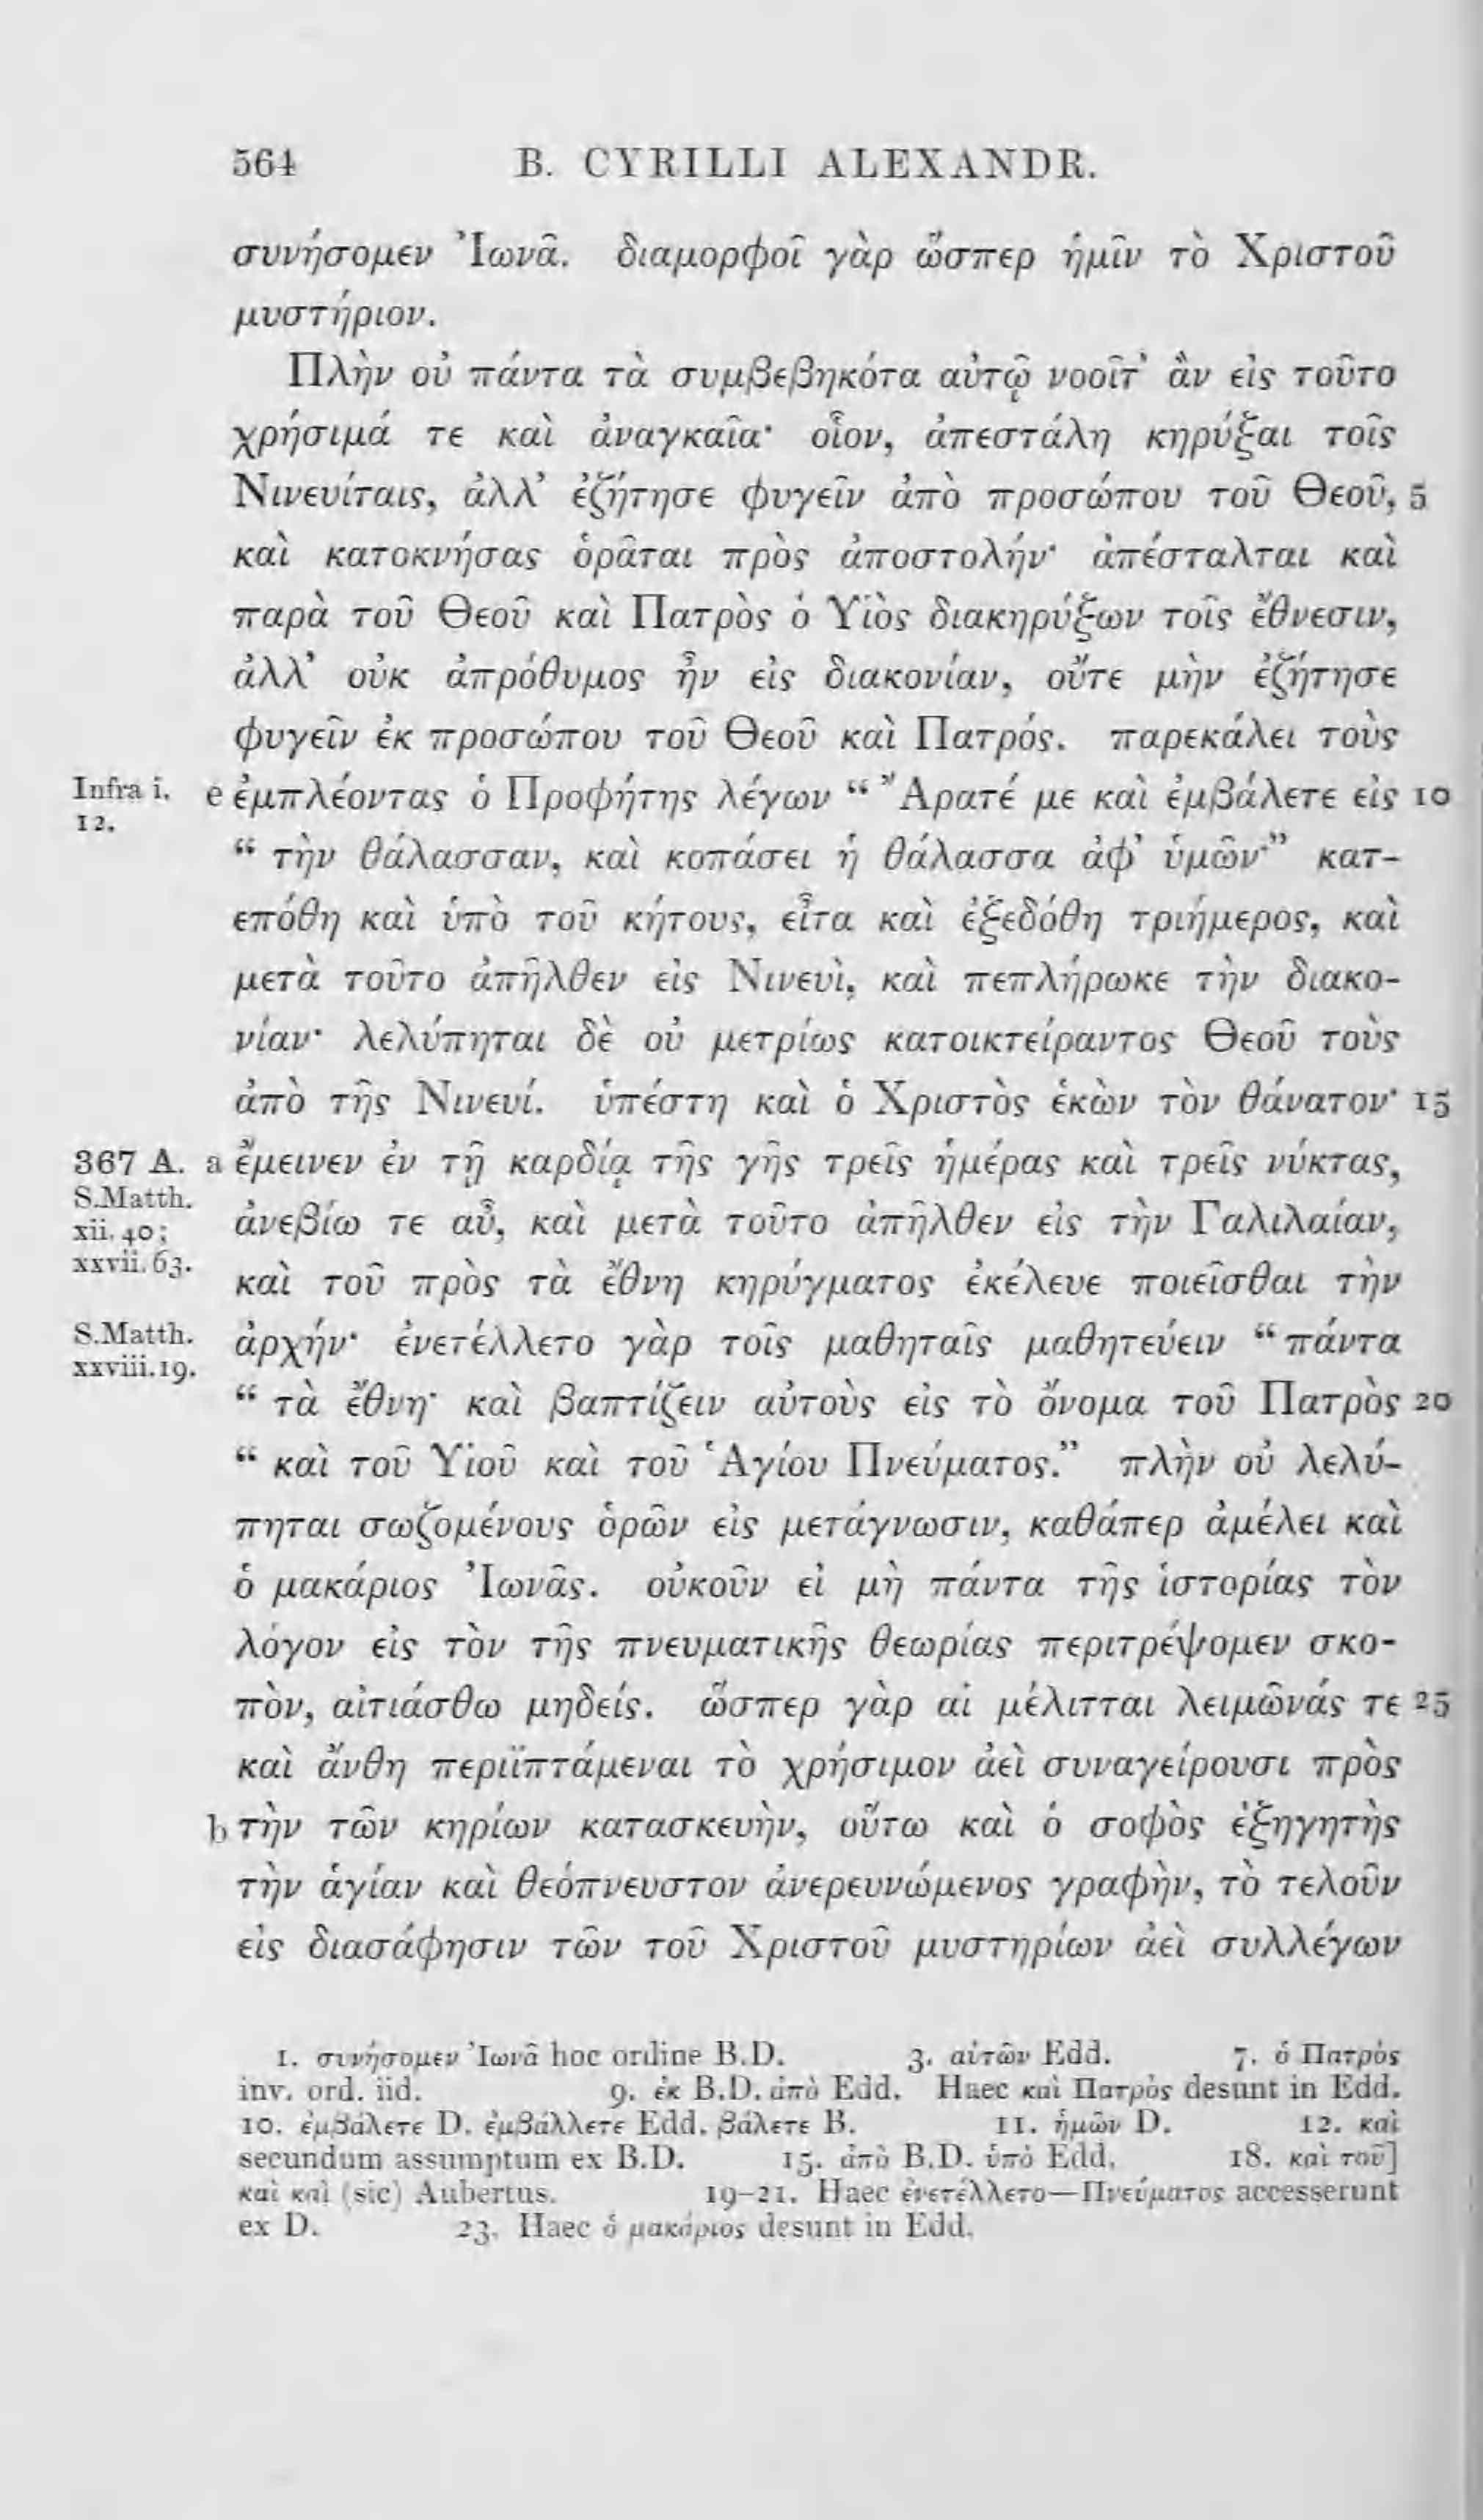 564 B. CYRILLI ALEXANDR.
συνήσομεν Ἰωνᾶ. διαμορφοῖ γὰρ ὥσπερ ἡμῖν τὸ Χριστοῦ
μυστήριον.
Πλὴν οὐ πάντα τὰ συμβεβηκότα αὐτῷ νοοῖτ᾽ ἂν εἰς τοῦτο
χρήσιμά τε καὶ ἀναγκαῖα· οἷον, ἀπεστάλη κηρύξαι τοῖς
Νινευίταις, ἀλλ᾽ ἐζήτησε φυγεῖν ἀπὸ προσώπου τοῦ Θεοῦ, 5
καὶ κατοκνήσας ὁρᾶται πρὸς ἀποστολήν· ἀπέσταλται καὶ
παρὰ τοῦ Θεοῦ καὶ Πατρὸς ὁ Υἱὸς διακηρύξων τοῖς ἔθνεσιν,
ἀλλ᾽ οὐκ ἀπρόθυμος ἦν εἰς διακονίαν, οὔτε μὴν ἐζήτησε
φυγεῖν ἐκ προσώπου τοῦ Θεοῦ καὶ Πατρός. παρεκάλει τοὺς
Infra i. e ἐμπλέοντας ὁ Προφήτης λέγων “ Ἄρατέ με καὶ ἐμβάλετε εἰς 10
12.
“ τὴν θάλασσαν, καὶ κοπάσει ἡ θάλασσα ἀφ᾽ ὑμῶν·” κατ-
επόθη καὶ ὑπὸ τοῦ κήτους, εἶτα καὶ ἐξεδόθη τριήμερος, καὶ
μετὰ τοῦτο ἀπῆλθεν εἰς Νινευὶ, καὶ πεπλήρωκε τὴν διακο-
νίαν· λελύπηται δὲ οὐ μετρίως κατοικτείραντος Θεοῦ τοὺς
ἀπὸ τῆς Νινευί. ὑπέστη καὶ ὁ Χριστὸς ἑκὼν τὸν θάνατον· 15
367 A. a ἔμεινεν ἐν τῇ καρδίᾳ τῆς γῆς τρεῖς ἡμέρας καὶ τρεῖς νύκτας,
S.Matth.
xii. 40;
xxvii. 63.
ἀνεβίω τε αὖ, καὶ μετὰ τοῦτο ἀπῆλθεν εἰς τὴν Γαλιλαίαν,
καὶ τοῦ πρὸς τὰ ἔθνη κηρύγματος ἐκέλευε ποιεῖσθαι τὴν
S.Matth.
xxviii. 19.
ἀρχήν· ἐνετέλλετο γὰρ τοῖς μαθηταῖς μαθητεύειν “ πάντα
“ τὰ ἔθνη· καὶ βαπτίζειν αὐτοὺς εἰς τὸ ὄνομα τοῦ Πατρὸς 20
“ καὶ τοῦ Υἱοῦ καὶ τοῦ Ἁγίου Πνεύματος.” πλὴν οὐ λελύ-
πηται σωζομένους ὁρῶν εἰς μετάγνωσιν, καθάπερ ἀμέλει καὶ
ὁ μακάριος Ἰωνᾶς. οὐκοῦν εἰ μὴ πάντα τῆς ἱστορίας τὸν
λόγον εἰς τὸν τῆς πνευματικῆς θεωρίας περιτρέψομεν σκο-
πὸν, αἰτιάσθω μηδείς. ὥσπερ γὰρ αἱ μέλιτται λειμῶνάς τε 25
καὶ ἄνθη περιϊπτάμεναι τὸ χρήσιμον ἀεὶ συναγείρουσι πρὸς
b τὴν τῶν κηρίων κατασκευὴν, οὕτω καὶ ὁ σοφὸς ἐξηγητὴς
τὴν ἁγίαν καὶ θεόπνευστον ἀνερευνώμενος γραφὴν, τὸ τελοῦν
εἰς διασάφησιν τῶν τοῦ Χριστοῦ μυστηρίων ἀεὶ συλλέγων
1. συνήσομεν Ἰωνᾶ hoc ordine B.D. 3. αὐτῶν Edd. 7. ὁ Πατρὸς
inv. ord. iid. 9. ἐκ B.D. ἀπὸ Edd. Haec καὶ Πατρὸς desunt in Edd.
10. ἐμβάλετε D. ἐμβάλλετε Edd. βάλετε B. 11. ἡμῶν D. 12. καὶ
secundum assumptum ex B.D. 15. ἀπὸ B.D. ὑπὸ Edd. 18. καὶ τοῦ]
καὶ καὶ (sic) Aubertus. 19–21. Haec ἐνετέλλετο—Πνεύματος accesserunt
ex D. 23. Haec ὁ μακάριος desunt in Edd.